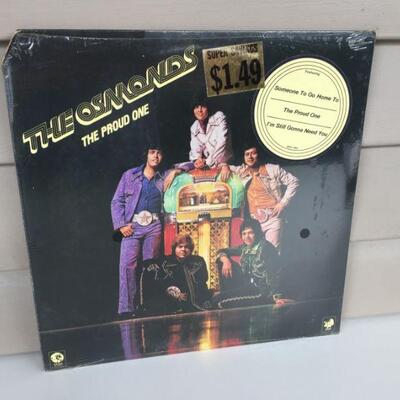 THE OSMONDS
THE PROUD ONE
SUPER SAVINGS
$1.49
Featuring
Someone To Go Home To
The Proud One
I'm Still Gonna Need You